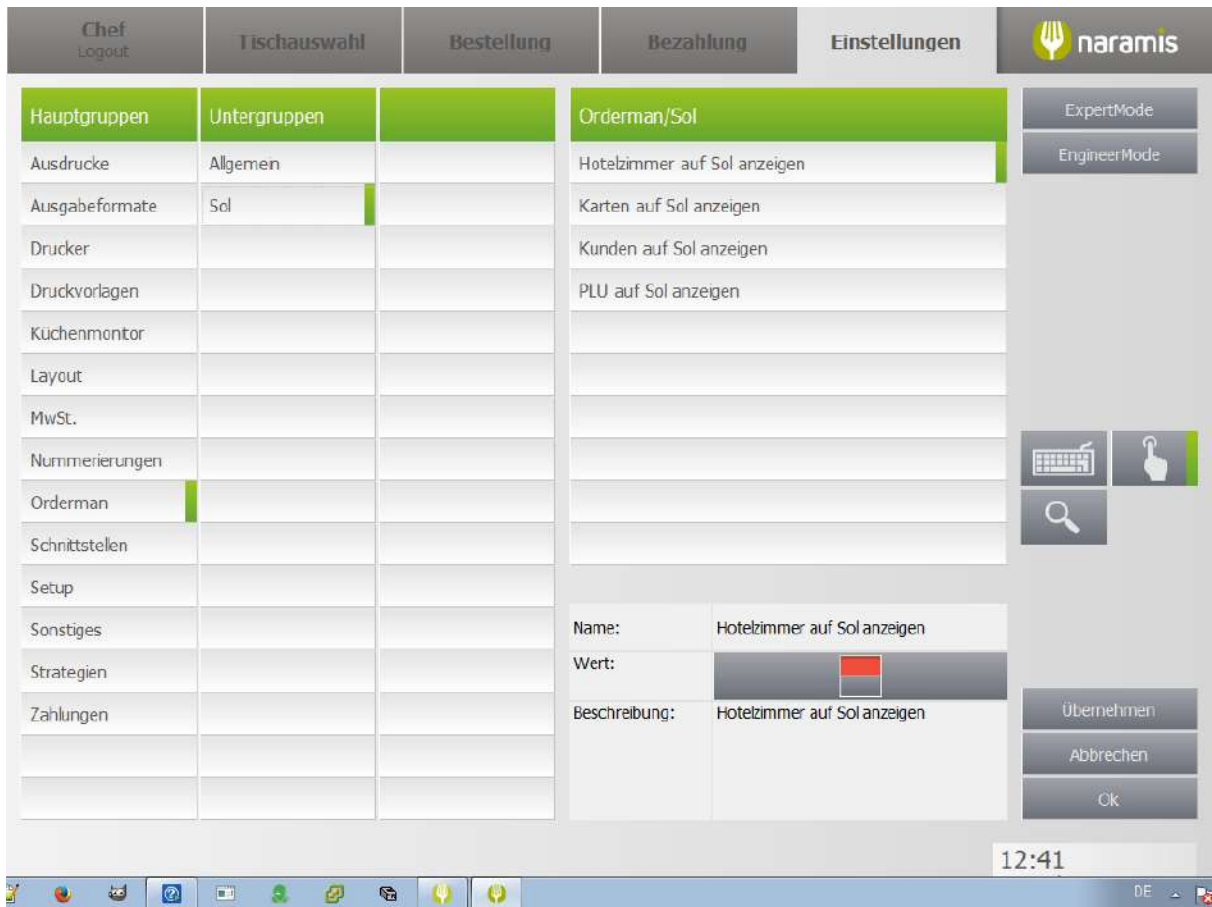 Chef
Logout
Tischauswahl
Bestellung
Bezahlung
Einstellungen
naramis
Hauptgruppen
Untergruppen
Orderman/Sol
ExpertMode
EngineerMode
Ausdrucke
Allgemein
Hotelzimmer auf Sol anzeigen
Ausgabeformate
Sol
Karten auf Sol anzeigen
Drucker
Kunden auf Sol anzeigen
Druckvorlagen
PLU auf Sol anzeigen
Küchenmonitor
Layout
MwSt.
Nummerierungen
Orderman
Schnittstellen
Setup
Sonstiges
Strategien
Zahlungen
Name:
Hotelzimmer auf Sol anzeigen
Wert:
Beschreibung:
Hotelzimmer auf Sol anzeigen
Übernehmen
Abbrechen
Ok
12:41
DE